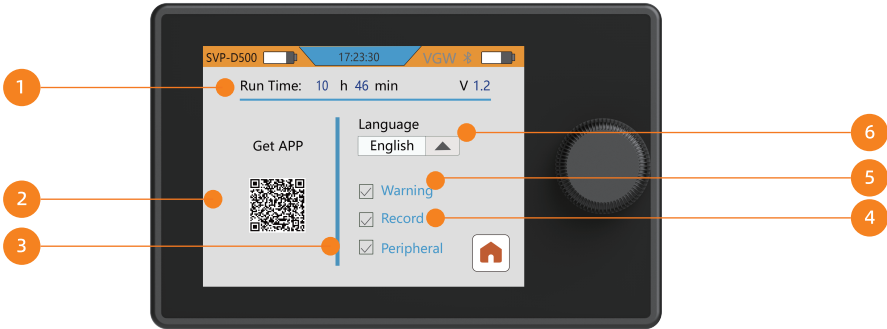 SVP-D500 17:23:30 VGW
1 Run Time: 10 h 46 min V 1.2
Language 6
English
Get APP
5
2 Warning
Record 4
3 Peripheral